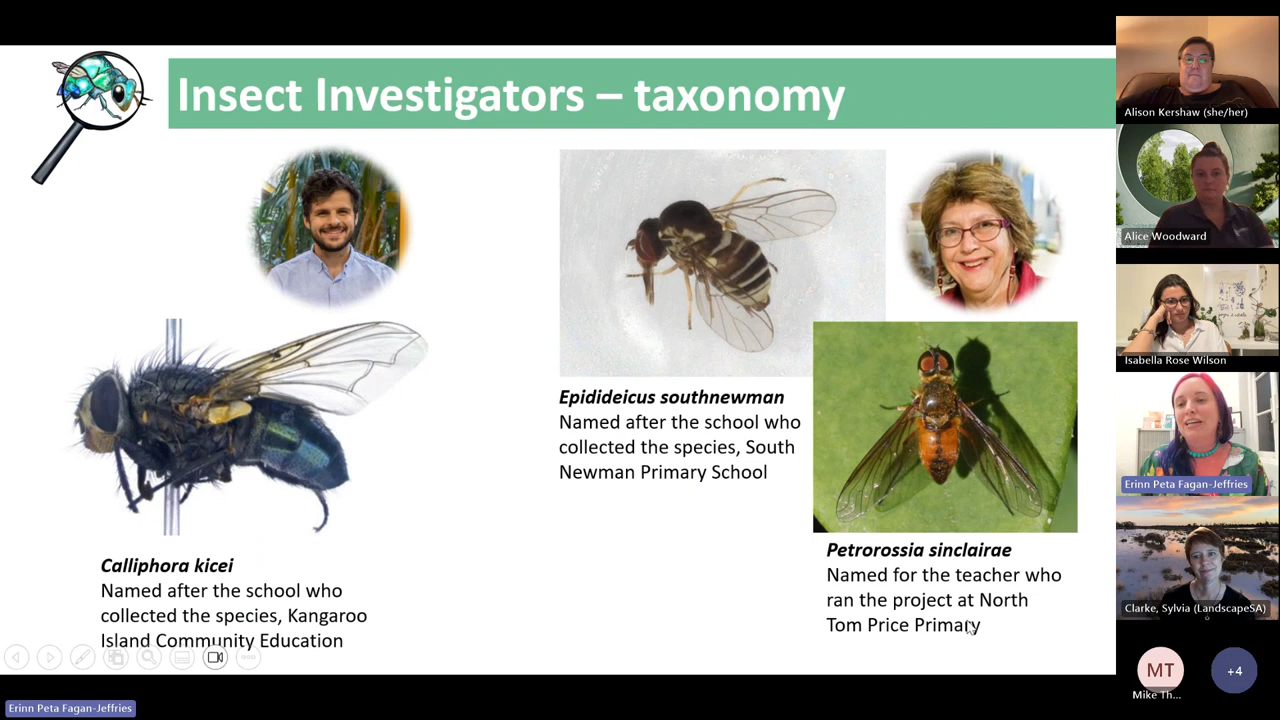 Insect Investigators – taxonomy
Epidideicus southnewman
Named after the school who
collected the species, South
Newman Primary School
Calliphora kicei
Named after the school who
collected the species, Kangaroo
Island Community Education
Petrorossia sinclairae
Named for the teacher who
ran the project at North
Tom Price Primary
Alison Kershaw (she/her)
Alice Woodward
Isabella Rose Wilson
Erinn Peta Fagan-Jeffries
Clarke, Sylvia (LandscapeSA)
MT
Mike Th...
+4
Erinn Peta Fagan-Jeffries